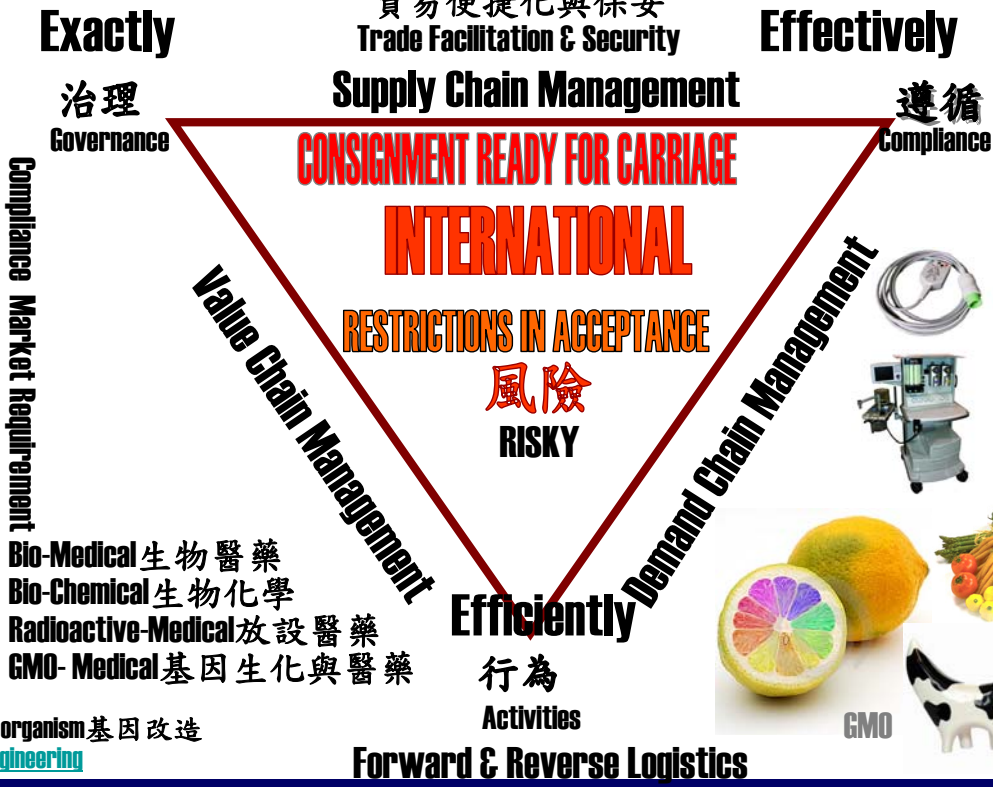 貿易便捷化與保安
Exactly
Trade Facilitation & Security
Effectively
治理
Supply Chain Management
遵循
Governance
Compliance
CONSIGNMENT READY FOR CARRIAGE
INTERNATIONAL
RESTRICTIONS IN ACCEPTANCE
風險
RISKY
Compliance Market Requirement
Value Chain Management
Demand Chain Management
Bio-Medical生物醫藥
Bio-Chemical生物化學
Radioactive-Medical放設醫藥
GMO- Medical基因生化與醫藥
Efficiently
行為
Activities
GMO
organism基因改造
gineering
Forward & Reverse Logistics